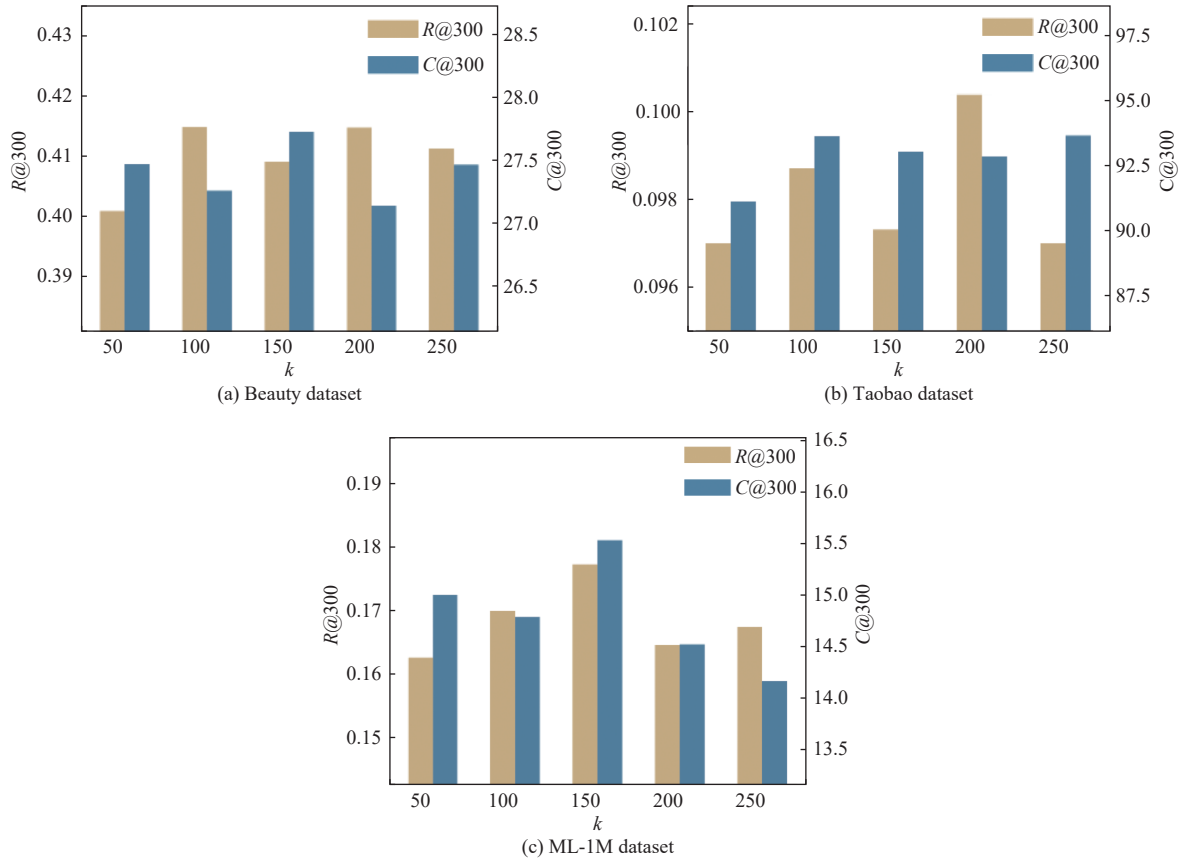 0.43
0.42
0.41
0.40
0.39
R@300
R@300
C@300
28.5
28.0
27.5
27.0
26.5
C@300
50 100 150 200 250
k
(a) Beauty dataset
0.102
0.100
0.098
0.096
R@300
R@300
C@300
97.5
95.0
92.5
90.0
87.5
C@300
50 100 150 200 250
k
(b) Taobao dataset
0.19
0.18
0.17
0.16
0.15
R@300
R@300
C@300
16.5
16.0
15.5
15.0
14.5
14.0
13.5
C@300
50 100 150 200 250
k
(c) ML-1M dataset